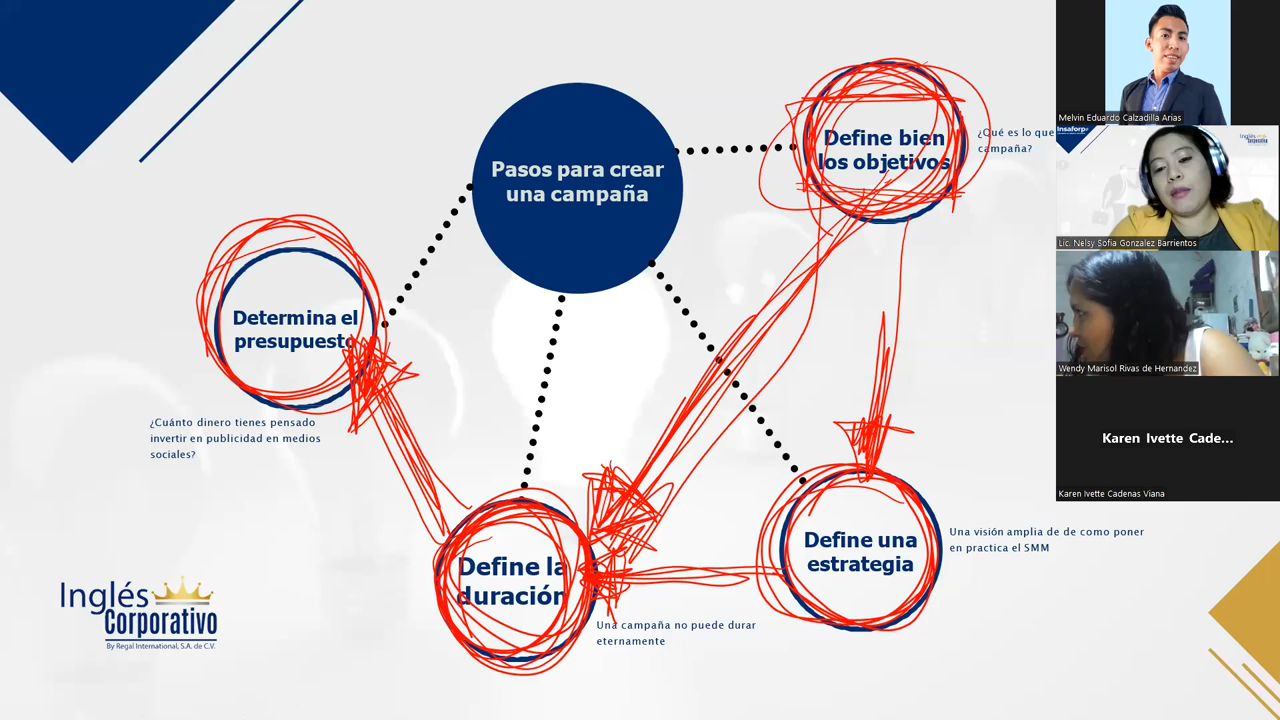 Pasos para crear
una campaña
Define bien
los objetivos
¿Qué es lo que
campaña?
Determina el
presupuesto
¿Cuánto dinero tienes pensado
invertir en publicidad en medios
sociales?
Define la
duración
Una campaña no puede durar
eternamente
Define una
estrategia
Una visión amplia de de como poner
en practica el SMM
Inglés
Corporativo
By Regal International, S.A. de C.V.
Melvin Eduardo Calzadilla Arias
Insaforp
Inglés
Corporativo
Lic. Nelsy Sofia Gonzalez Barrientos
Wendy Marisol Rivas de Hernandez
Karen Ivette Cade...
Karen Ivette Cadenas Viana